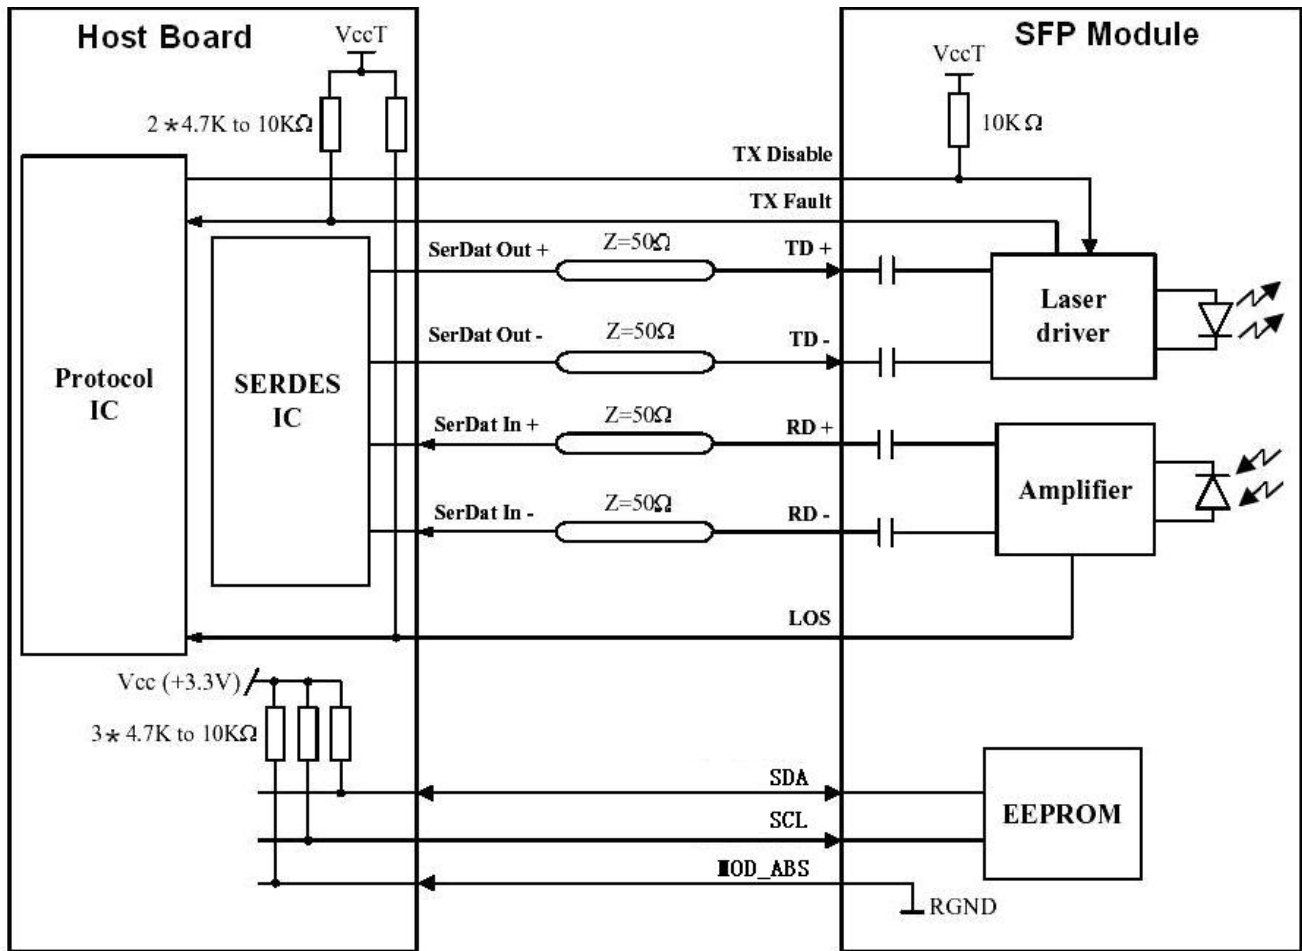 Host Board
SFP Module
VccT
VccT
2*4.7K to 10KΩ
10KΩ
TX Disable
TX Fault
SerDat Out +
Z=50Ω
TD +
Laser
driver
SerDat Out -
Z=50Ω
TD -
Protocol
IC
SERDES
IC
SerDat In +
Z=50Ω
RD +
Amplifier
SerDat In -
Z=50Ω
RD -
LOS
Vcc (+3.3V)
3* 4.7K to 10KΩ
SDA
SCL
EEPROM
MOD_ABS
RGND